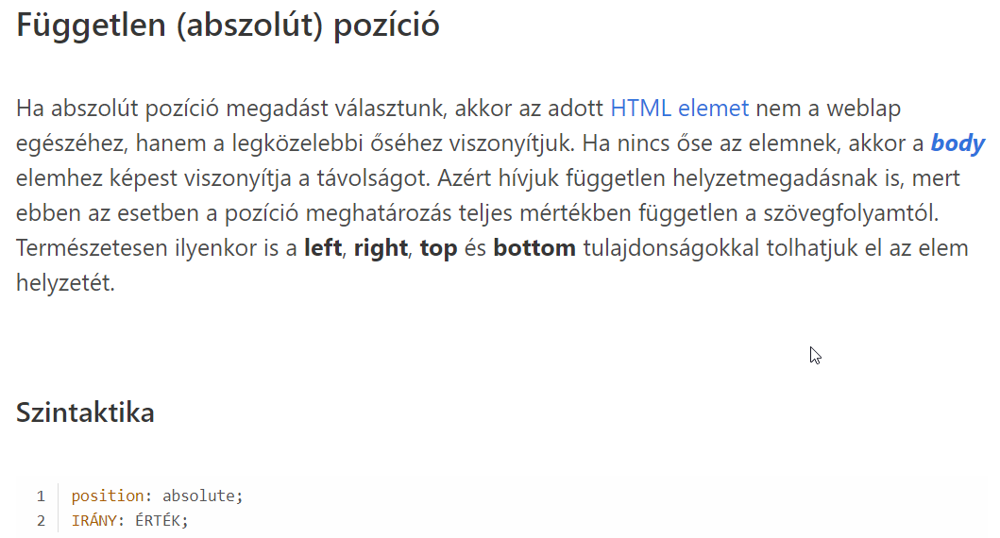 Független (abszolút) pozíció
Ha abszolút pozíció megadást választunk, akkor az adott HTML elemet nem a weblap
egészéhez, hanem a legközelebbi őséhez viszonyítjuk. Ha nincs őse az elemnek, akkor a body
elemhez képest viszonyítja a távolságot. Azért hívjuk független helyzetmegadásnak is, mert
ebben az esetben a pozíció meghatározás teljes mértékben független a szövegfolyamtól.
Természetesen ilyenkor is a left, right, top és bottom tulajdonságokkal tolhatjuk el az elem
helyzetét.
Szintaktika
1 position: absolute;
2 IRÁNY: ÉRTÉK;